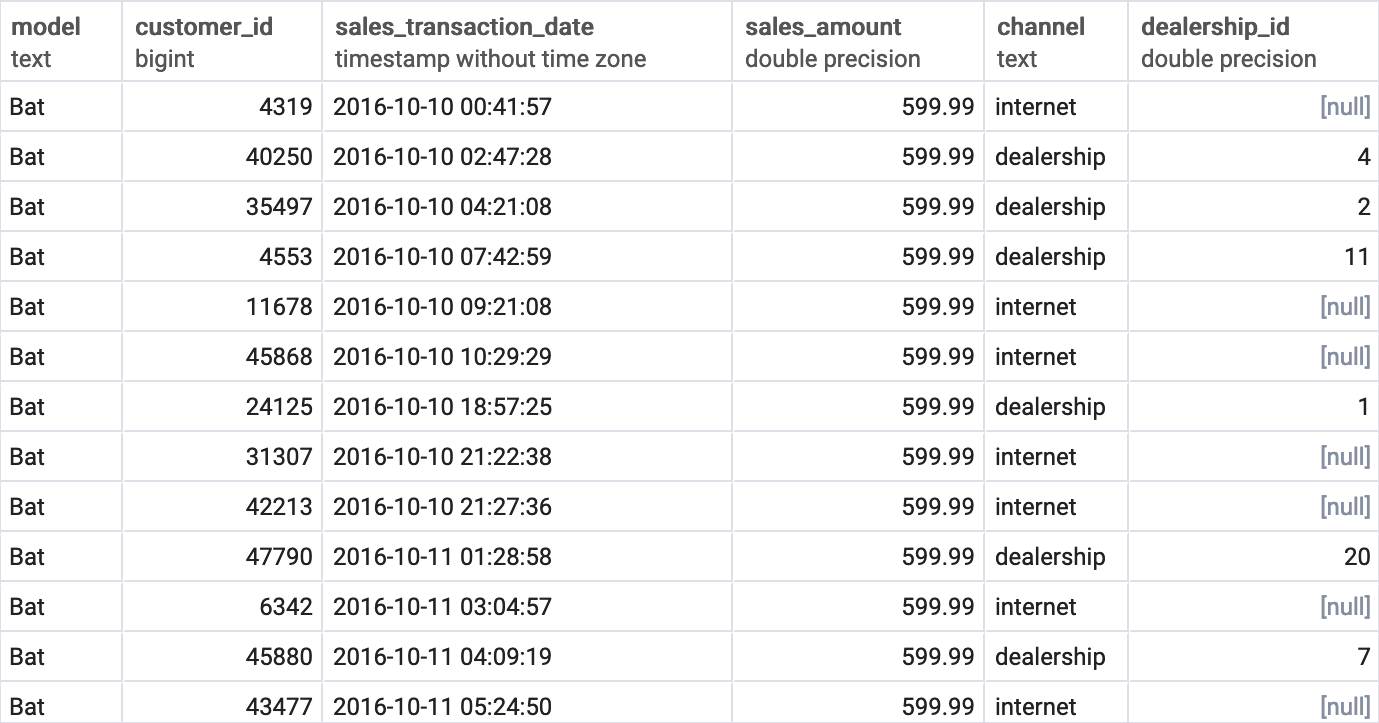 model customer_id sales_transaction_date sales_amount channel dealership_id
text bigint timestamp without time zone double precision text double precision
Bat 4319 2016-10-10 00:41:57 599.99 internet [null]
Bat 40250 2016-10-10 02:47:28 599.99 dealership 4
Bat 35497 2016-10-10 04:21:08 599.99 dealership 2
Bat 4553 2016-10-10 07:42:59 599.99 dealership 11
Bat 11678 2016-10-10 09:21:08 599.99 internet [null]
Bat 45868 2016-10-10 10:29:29 599.99 internet [null]
Bat 24125 2016-10-10 18:57:25 599.99 dealership 1
Bat 31307 2016-10-10 21:22:38 599.99 internet [null]
Bat 42213 2016-10-10 21:27:36 599.99 internet [null]
Bat 47790 2016-10-11 01:28:58 599.99 dealership 20
Bat 6342 2016-10-11 03:04:57 599.99 internet [null]
Bat 45880 2016-10-11 04:09:19 599.99 dealership 7
Bat 43477 2016-10-11 05:24:50 599.99 internet [null]